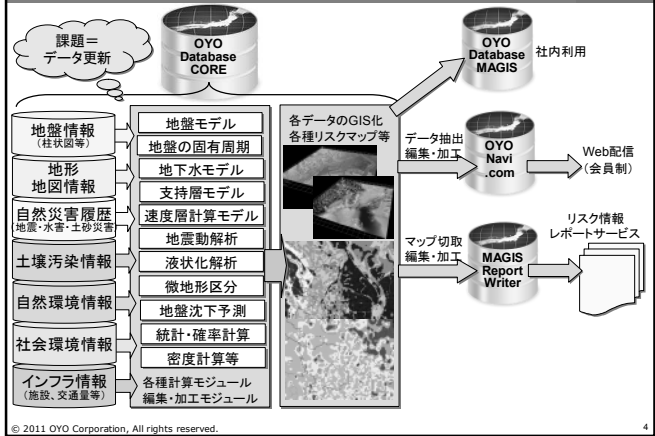 課題＝
データ更新
OYO
Database
CORE
OYO
Database
MAGIS
社内利用
地盤情報
（柱状図等）
地形
地図情報
自然災害履歴
（地震・水害・土砂災害）
土壌汚染情報
自然環境情報
社会環境情報
インフラ情報
（施設、交通量等）
地盤モデル
地盤の固有周期
地下水モデル
支持層モデル
速度層計算モデル
地震動解析
液状化解析
微地形区分
地盤沈下予測
統計・確率計算
密度計算等
各種計算モジュール
編集・加工モジュール
各データのGIS化
各種リスクマップ等
データ抽出
編集・加工
OYO
Navi
.com
Web配信
（会員制）
マップ切取
編集・加工
MAGIS
Report
Writer
リスク情報
レポートサービス
© 2011 OYO Corporation, All rights reserved.
4